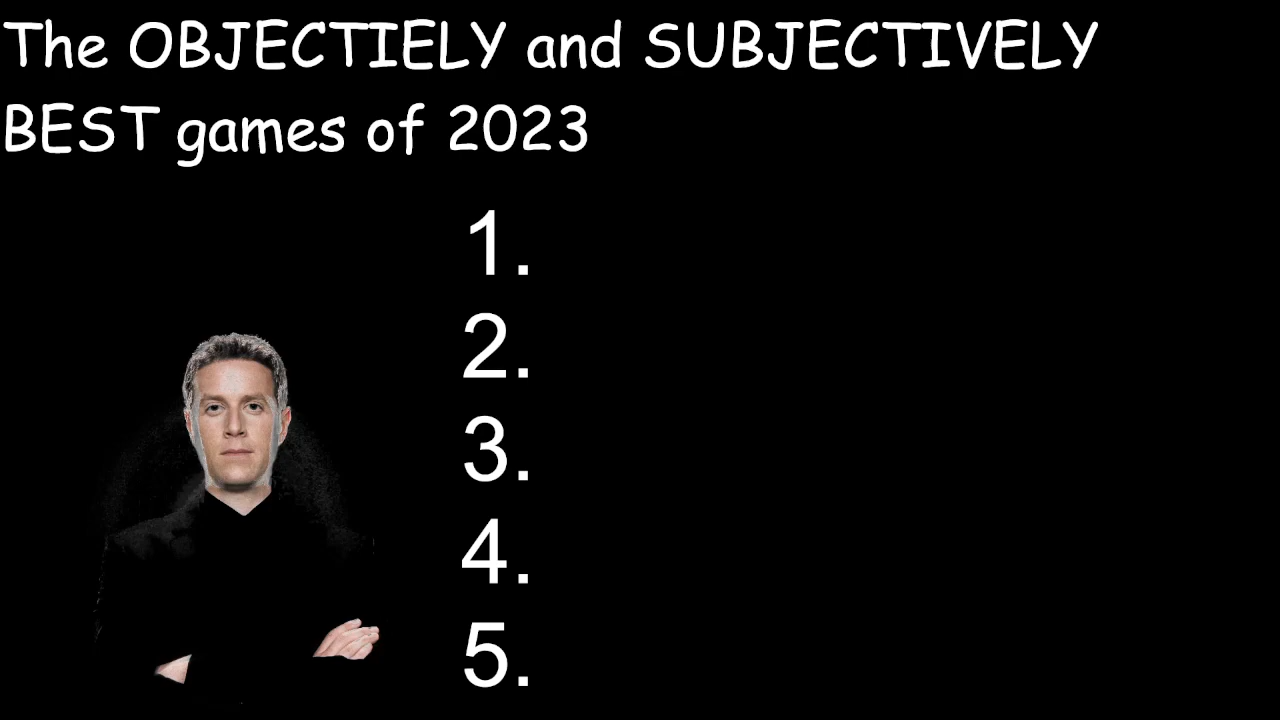 The OBJECTIELY and SUBJECTIVELY
BEST games of 2023
1.
2.
3.
4.
5.